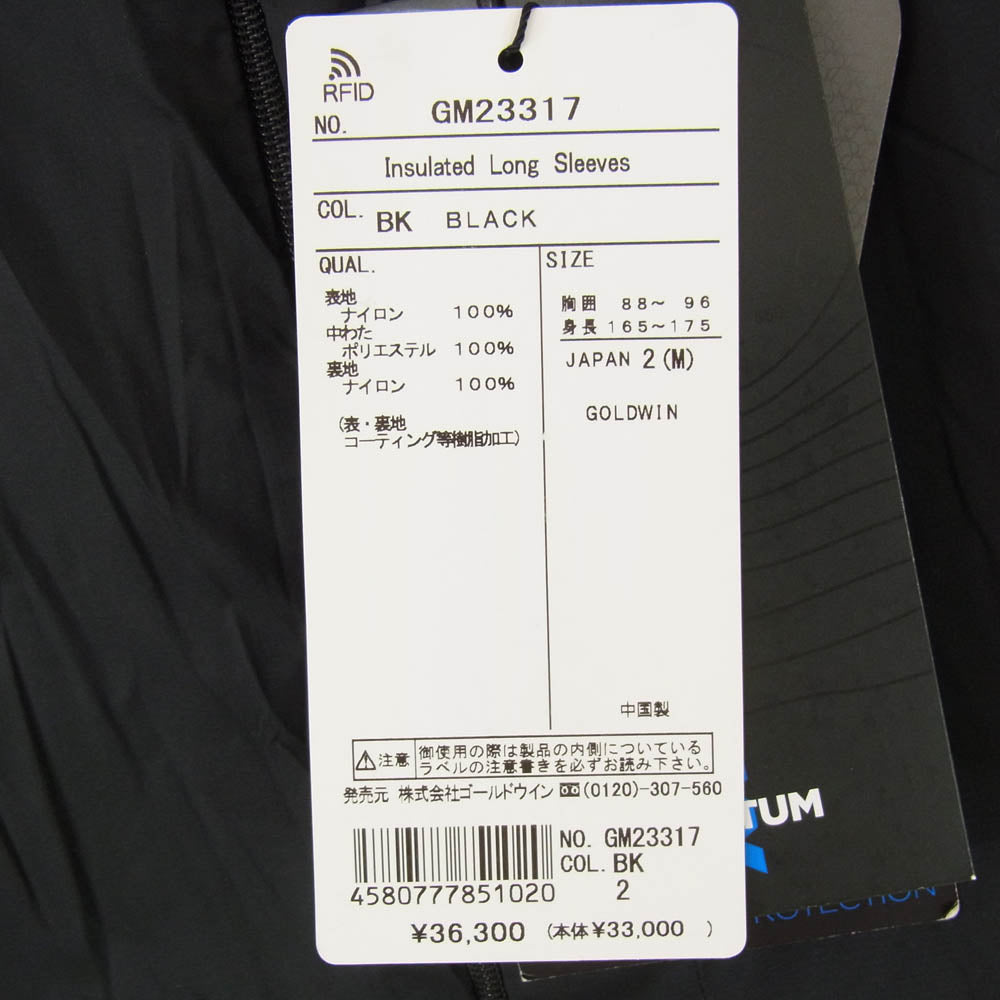 RFID
NO. GM23317
Insulated Long Sleeves
COL. BK BLACK
QUAL.
表地
ナイロン 100%
中わた
ポリエステル 100%
裏地
ナイロン 100%
(表・裏地
コーティング等樹脂加工)
SIZE
胸囲 88〜 96
身長 165〜175
JAPAN 2 (M)
GOLDWIN
中国製
注意
御使用の際は製品の内側についている
ラベルの注意書きを必ずお読み下さい。
発売元 株式会社ゴールドウイン (0120)-307-560
4580777851020
NO. GM23317
COL. BK
2
¥36,300 (本体¥33,000 )
TUM